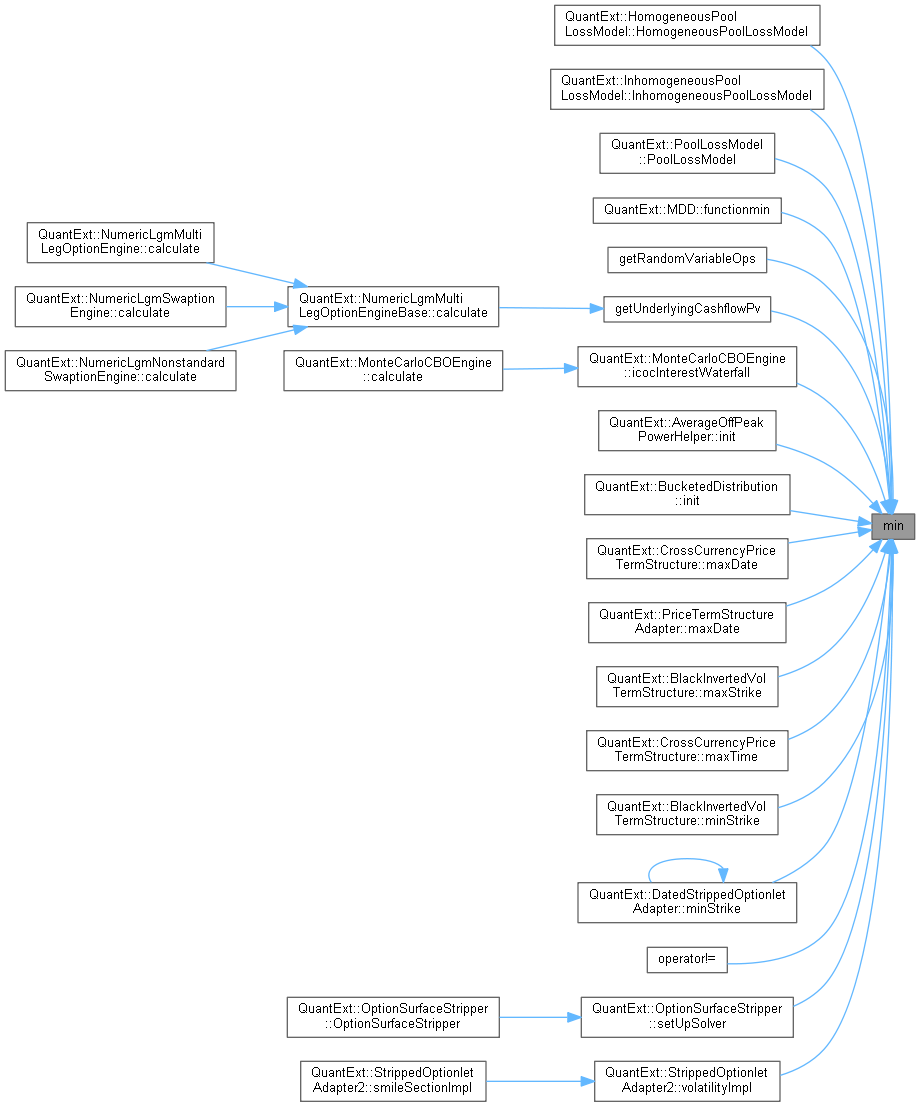 QuantExt::HomogeneousPool
LossModel::HomogeneousPoolLossModel
QuantExt::InhomogeneousPool
LossModel::InhomogeneousPoolLossModel
QuantExt::PoolLossModel
::PoolLossModel
QuantExt::MDD::functionmin
QuantExt::NumericLgmMulti
LegOptionEngine::calculate
getRandomVariableOps
QuantExt::NumericLgmSwaption
Engine::calculate
QuantExt::NumericLgmMulti
LegOptionEngineBase::calculate
getUnderlyingCashflowPv
QuantExt::NumericLgmNonstandard
SwaptionEngine::calculate
QuantExt::MonteCarloCBOEngine
::calculate
QuantExt::MonteCarloCBOEngine
::icocInterestWaterfall
QuantExt::AverageOffPeak
PowerHelper::init
QuantExt::BucketedDistribution
::init
min
QuantExt::CrossCurrencyPrice
TermStructure::maxDate
QuantExt::PriceTermStructure
Adapter::maxDate
QuantExt::BlackInvertedVol
TermStructure::maxStrike
QuantExt::CrossCurrencyPrice
TermStructure::maxTime
QuantExt::BlackInvertedVol
TermStructure::minStrike
QuantExt::DatedStrippedOptionlet
Adapter::minStrike
operator!=
QuantExt::OptionSurfaceStripper
::OptionSurfaceStripper
QuantExt::OptionSurfaceStripper
::setUpSolver
QuantExt::StrippedOptionlet
Adapter2::smileSectionImpl
QuantExt::StrippedOptionlet
Adapter2::volatilityImpl